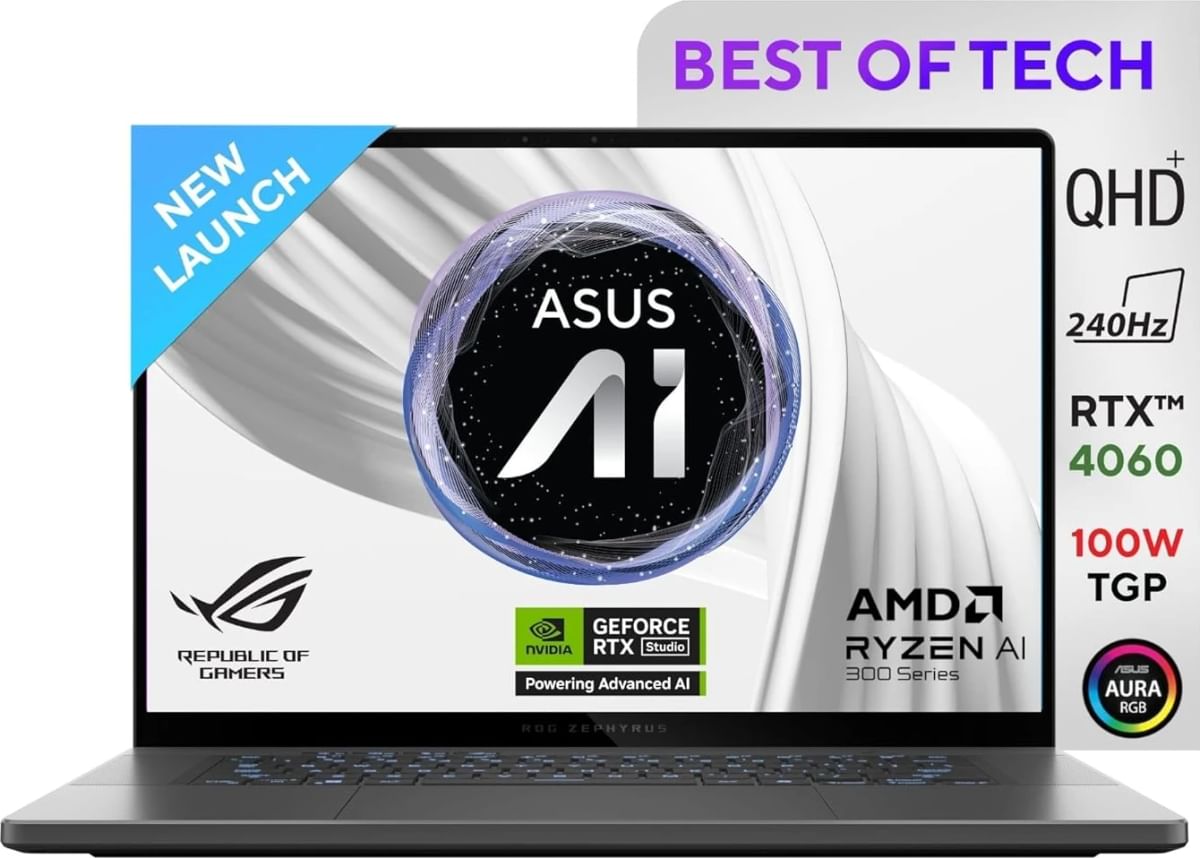 BEST OF TECH
NEW
LAUNCH
QHD+
240Hz
RTX™
4060
100W
TGP
ASUS
AURA
RGB
ASUS
AI
REPUBLIC OF
GAMERS
NVIDIA
GEFORCE
RTX Studio
Powering Advanced AI
AMD
RYZEN AI
300 Series
ROG ZEPHYRUS